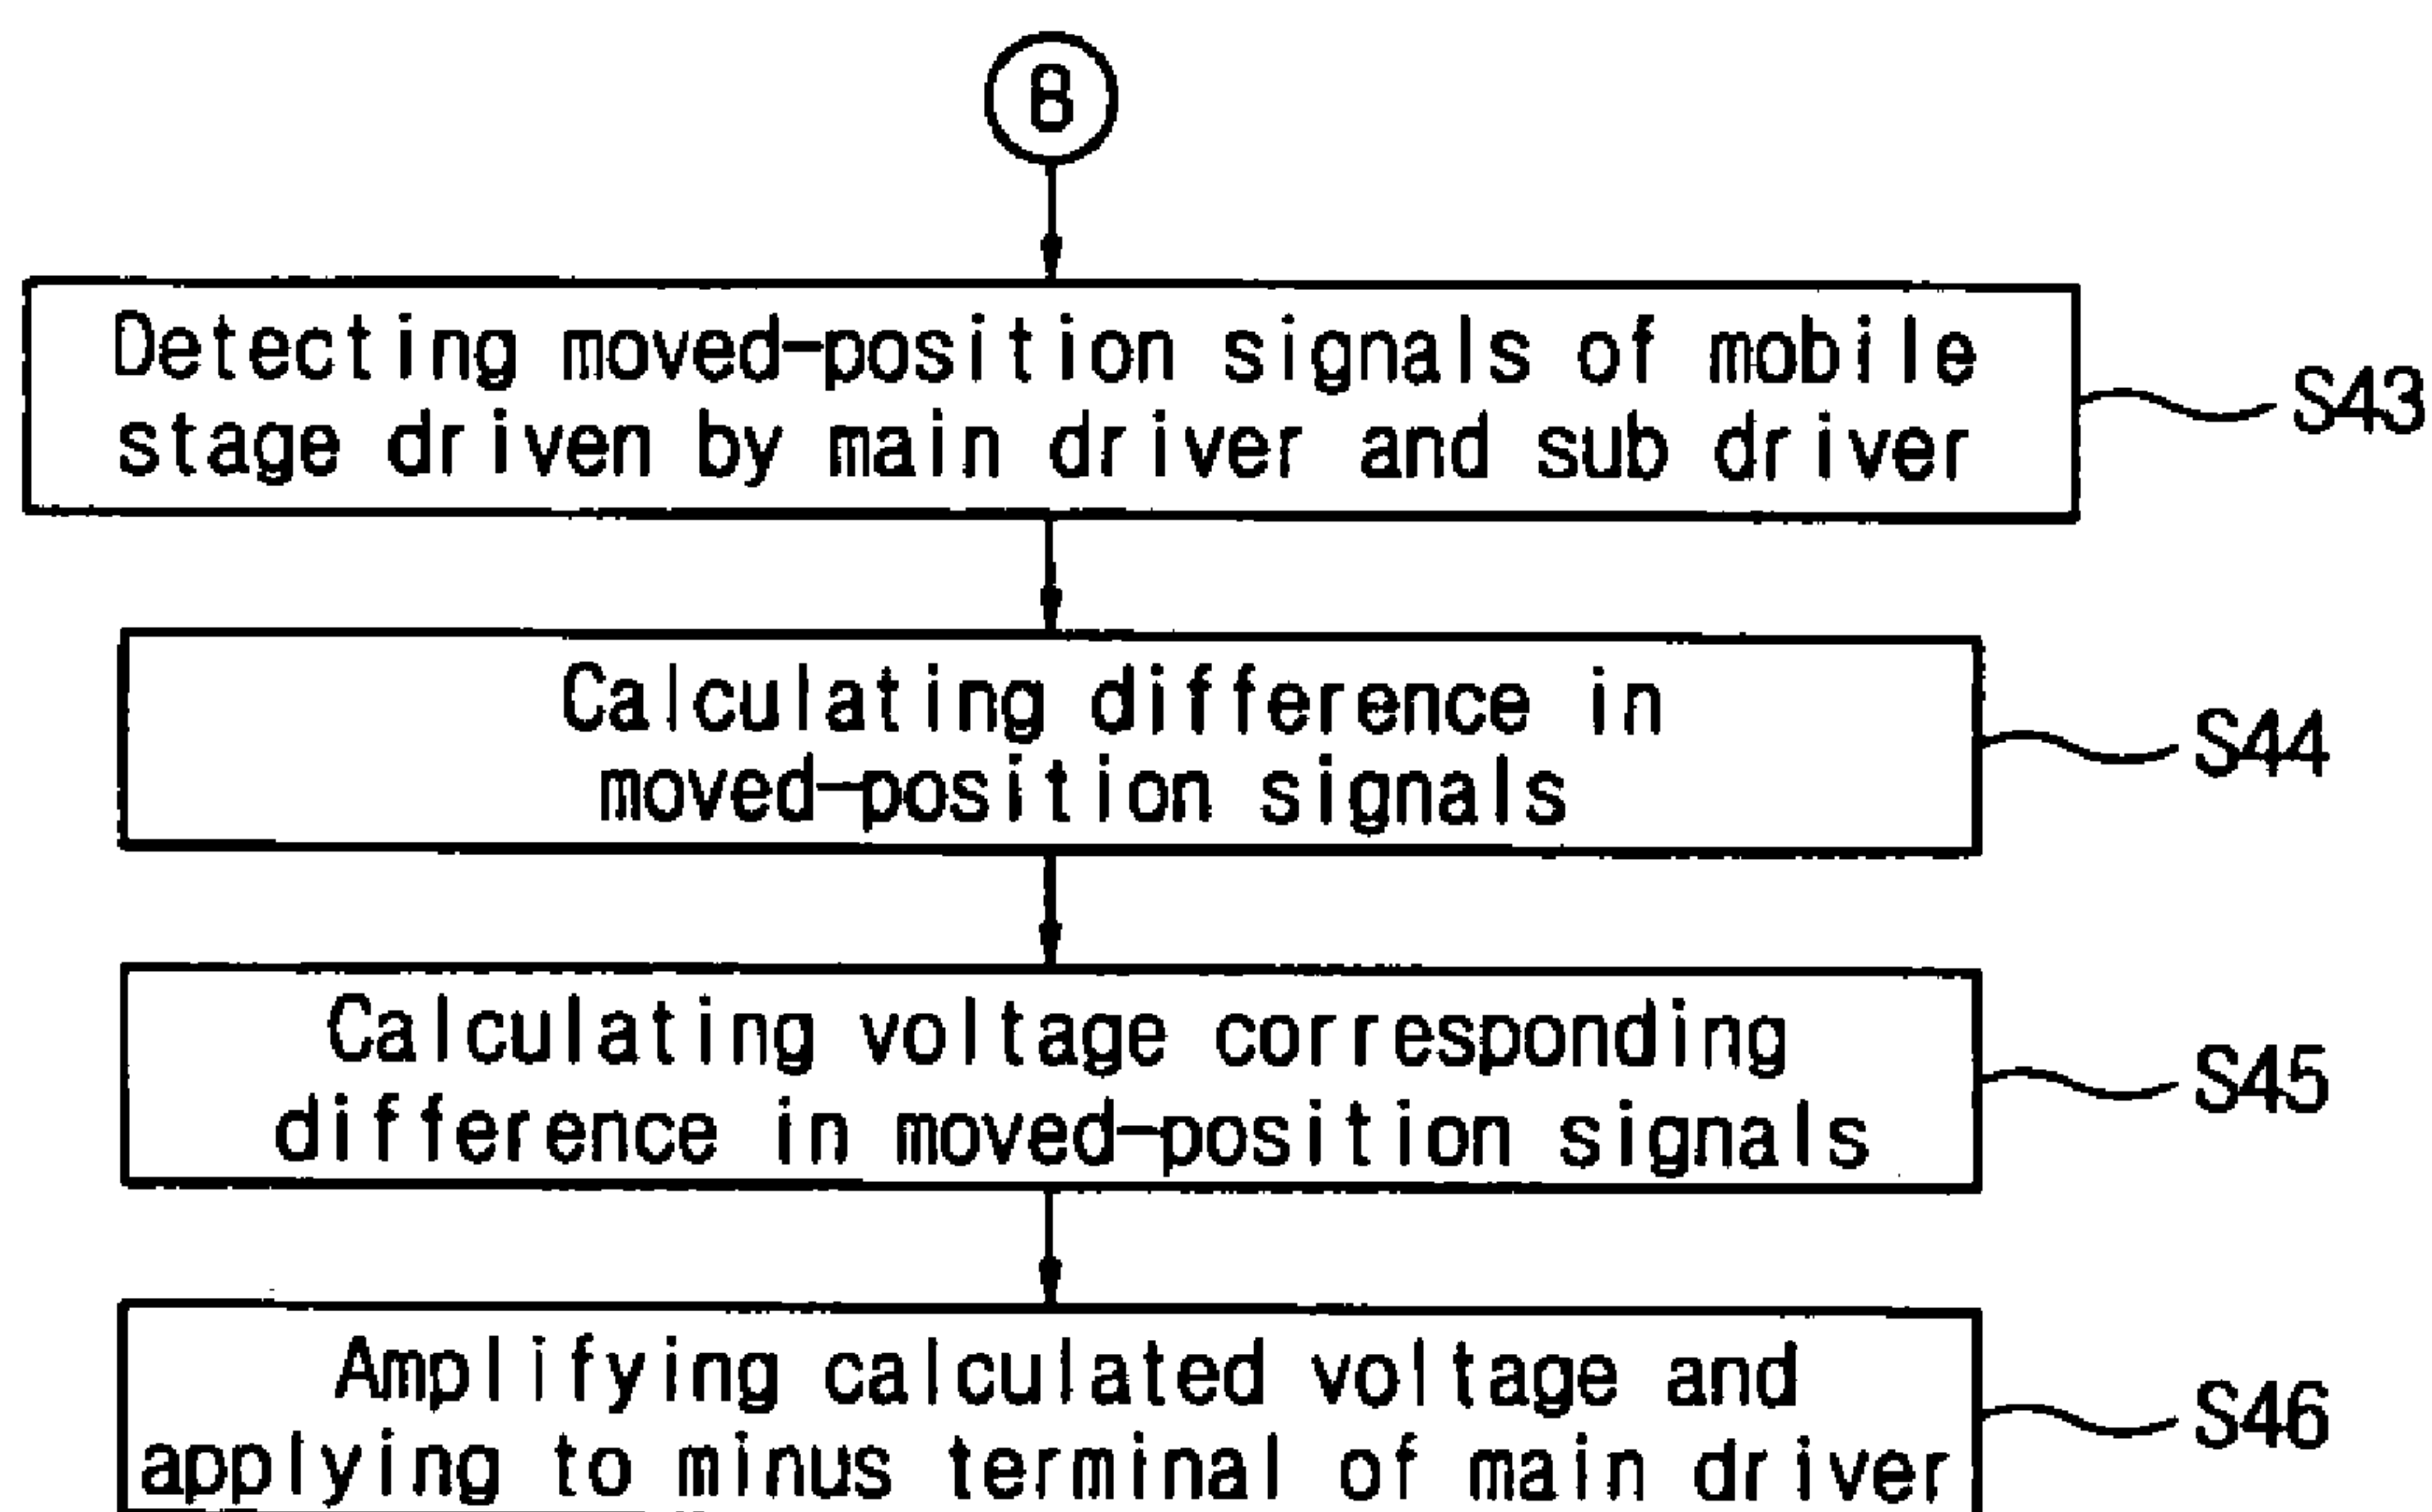 B
Detecting moved-position signals of mobile
stage driven by main driver and sub driver
S43
Calculating difference in
moved-position signals
S44
Calculating voltage corresponding
difference in moved-position signals
S45
Amplifying calculated voltage and
applying to minus terminal of main driver
S46